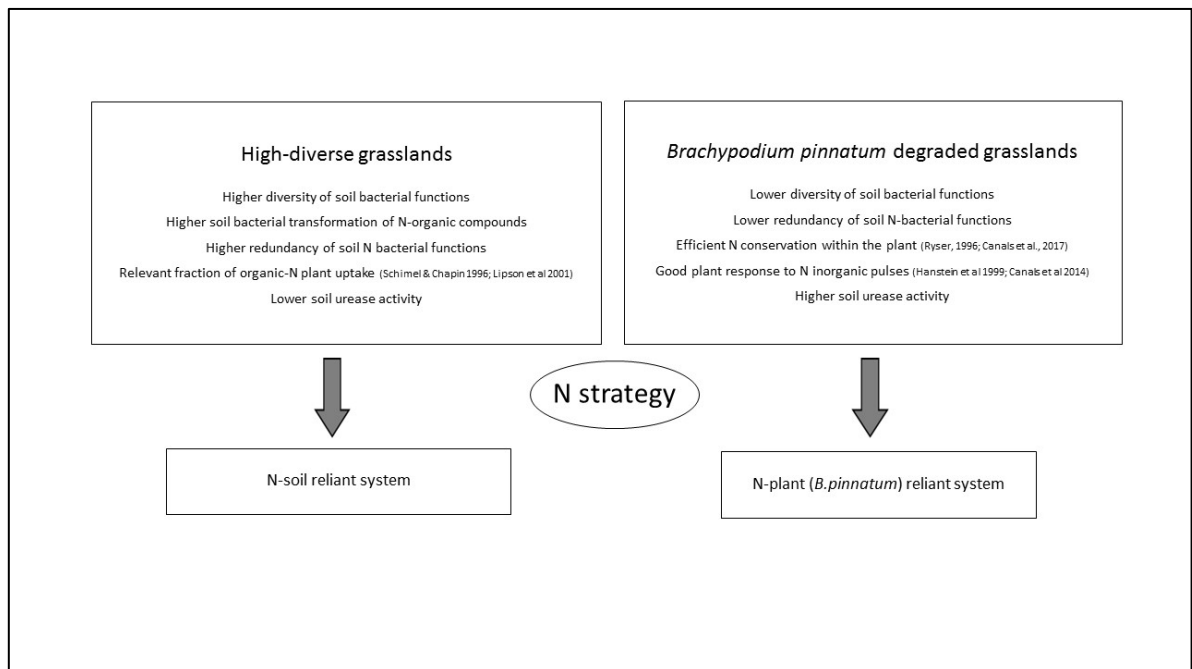 High-diverse grasslands
Higher diversity of soil bacterial functions
Higher soil bacterial transformation of N-organic compounds
Higher redundancy of soil N bacterial functions
Relevant fraction of organic-N plant uptake (Schimel & Chapin 1996; Lipson et al 2001)
Lower soil urease activity
Brachypodium pinnatum degraded grasslands
Lower diversity of soil bacterial functions
Lower redundancy of soil N-bacterial functions
Efficient N conservation within the plant (Ryser, 1996; Canals et al., 2017)
Good plant response to N inorganic pulses (Hanstein et al 1999; Canals et al 2014)
Higher soil urease activity
N strategy
N-soil reliant system
N-plant (B.pinnatum) reliant system